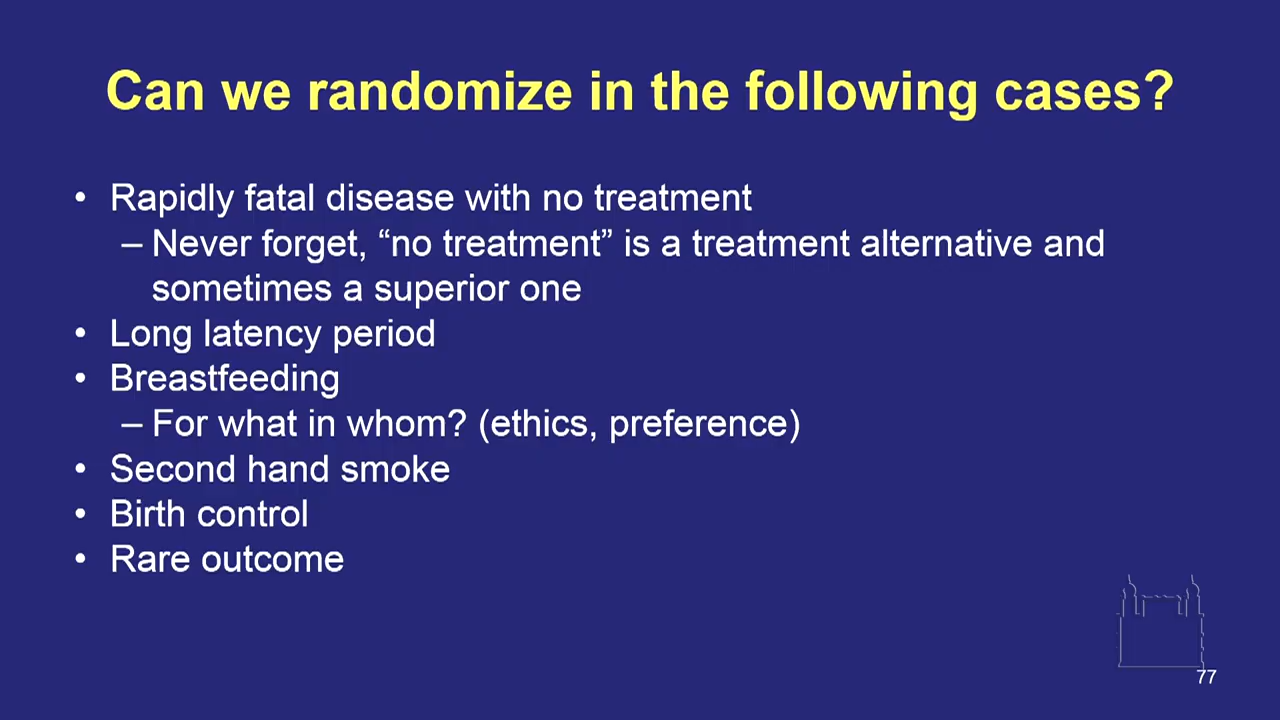 Can we randomize in the following cases?
• Rapidly fatal disease with no treatment
– Never forget, “no treatment” is a treatment alternative and
sometimes a superior one
• Long latency period
• Breastfeeding
– For what in whom? (ethics, preference)
• Second hand smoke
• Birth control
• Rare outcome
77